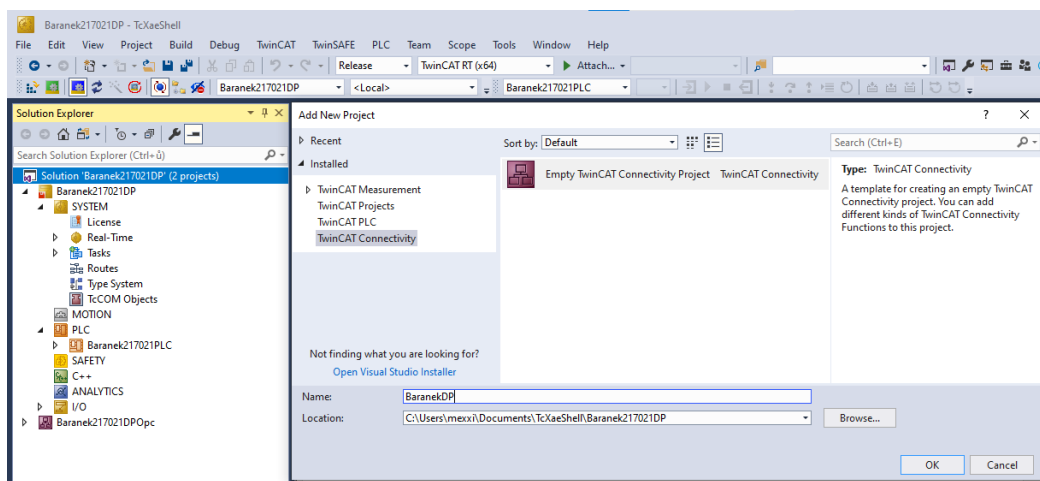 Baranek217021DP - TcXaeShell
File Edit View Project Build Debug TwinCAT TwinSAFE PLC Team Scope Tools Window Help
Release TwinCAT RT (x64) Attach...
Baranek217021DP <Local> Baranek217021PLC
Solution Explorer
Search Solution Explorer (Ctrl+ů)
Solution 'Baranek217021DP' (2 projects)
Baranek217021DP
SYSTEM
License
Real-Time
Tasks
Routes
Type System
TcCOM Objects
MOTION
PLC
Baranek217021PLC
SAFETY
C++
ANALYTICS
I/O
Baranek217021DPOpc
Add New Project ?
Recent
Installed
TwinCAT Measurement
TwinCAT Projects
TwinCAT PLC
TwinCAT Connectivity
Not finding what you are looking for?
Open Visual Studio Installer
Sort by: Default
Empty TwinCAT Connectivity Project TwinCAT Connectivity
Search (Ctrl+E)
Type: TwinCAT Connectivity
A template for creating an empty TwinCAT
Connectivity project. You can add
different kinds of TwinCAT Connectivity
Functions to this project.
Name: BaranekDP
Location: C:\Users\mexxi\Documents\TcXaeShell\Baranek217021DP Browse...
OK Cancel